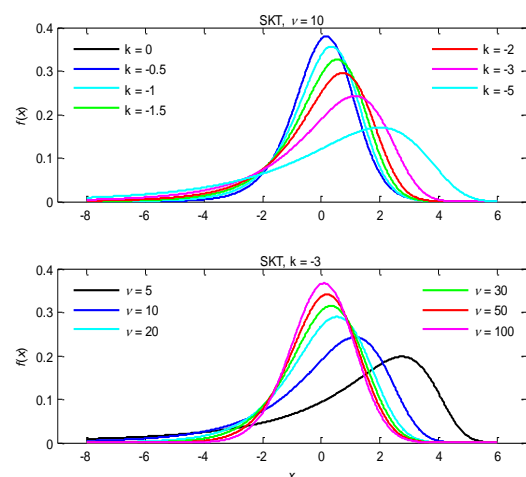 SKT, ν = 10
f(x)
0.4
0.3
0.2
0.1
0
k = 0
k = -0.5
k = -1
k = -1.5
k = -2
k = -3
k = -5
-8 -6 -4 -2 0 2 4 6
SKT, k = -3
f(x)
0.4
0.3
0.2
0.1
0
ν = 5
ν = 10
ν = 20
ν = 30
ν = 50
ν = 100
-8 -6 -4 -2 0 2 4 6
x